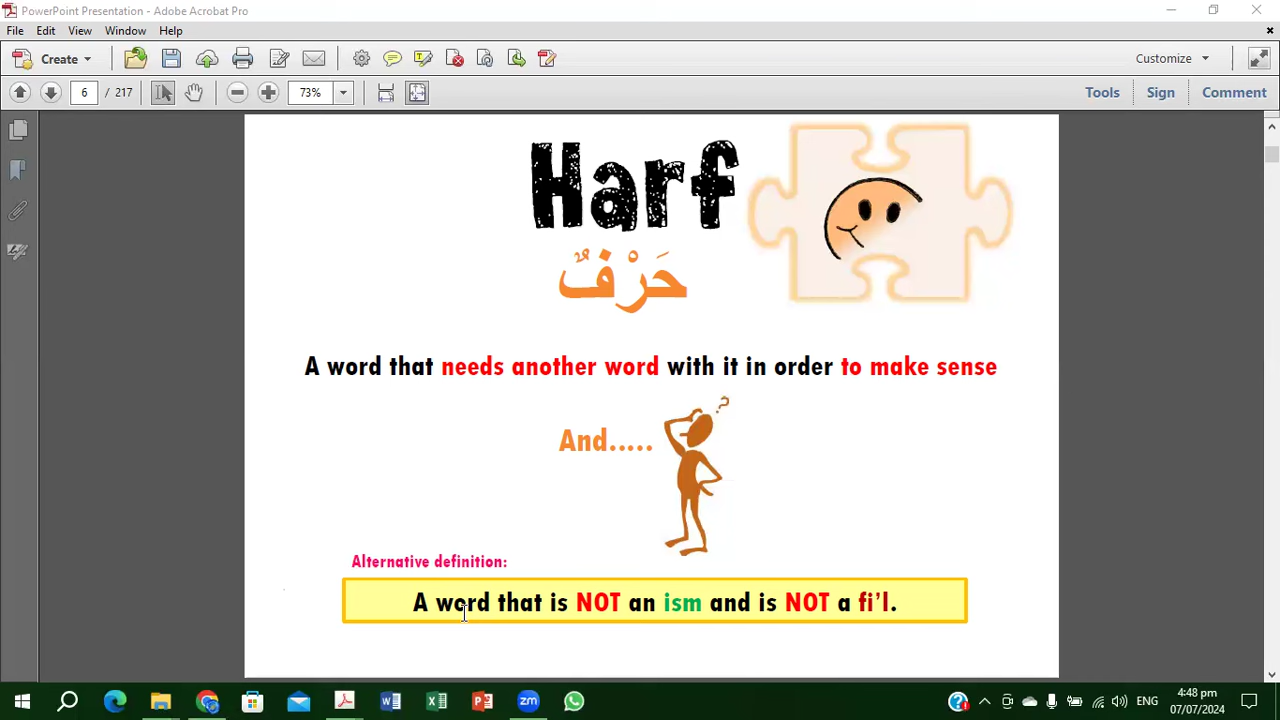 PowerPoint Presentation - Adobe Acrobat Pro
File Edit View Window Help
Create Customize
6 / 217 73% Tools Sign Comment
Harf
حَرْفٌ
A word that needs another word with it in order to make sense
?
And.....
Alternative definition:
A word that is NOT an ism and is NOT a fi'l.
ENG 4:48 pm
07/07/2024